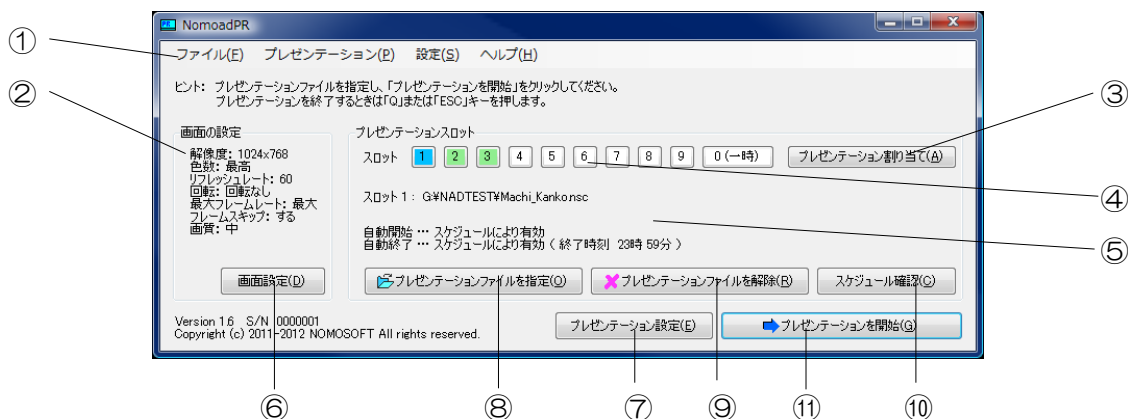 NomoadPR
①
ファイル(F) プレゼンテーション(P) 設定(S) ヘルプ(H)
ヒント: プレゼンテーションファイルを指定し、「プレゼンテーションを開始」をクリックしてください。
プレゼンテーションを終了するときは「Q」または「ESC」キーを押します。
②
③
画面の設定
解像度: 1024x768
色数: 最高
リフレッシュレート: 60
回転: 回転なし
最大フレームレート: 最大
フレームスキップ: する
画質: 中
画面設定(D)
プレゼンテーションスロット
スロット 1 2 3 4 5 6 7 8 9 0 (一時) プレゼンテーション割り当て(A)
④
スロット 1 : G:¥NADTEST¥Machi_Kanko.nsc
⑤
自動開始 … スケジュールにより有効
自動終了 … スケジュールにより有効 ( 終了時刻 23時 59分 )
プレゼンテーションファイルを指定(O) プレゼンテーションファイルを解除(R) スケジュール確認(C)
Version 1.6 S/N 0000001
Copyright (c) 2011-2012 NOMOSOFT All rights reserved.
プレゼンテーション設定(E) プレゼンテーションを開始(G)
⑥ ⑧ ⑦ ⑨ ⑪ ⑩